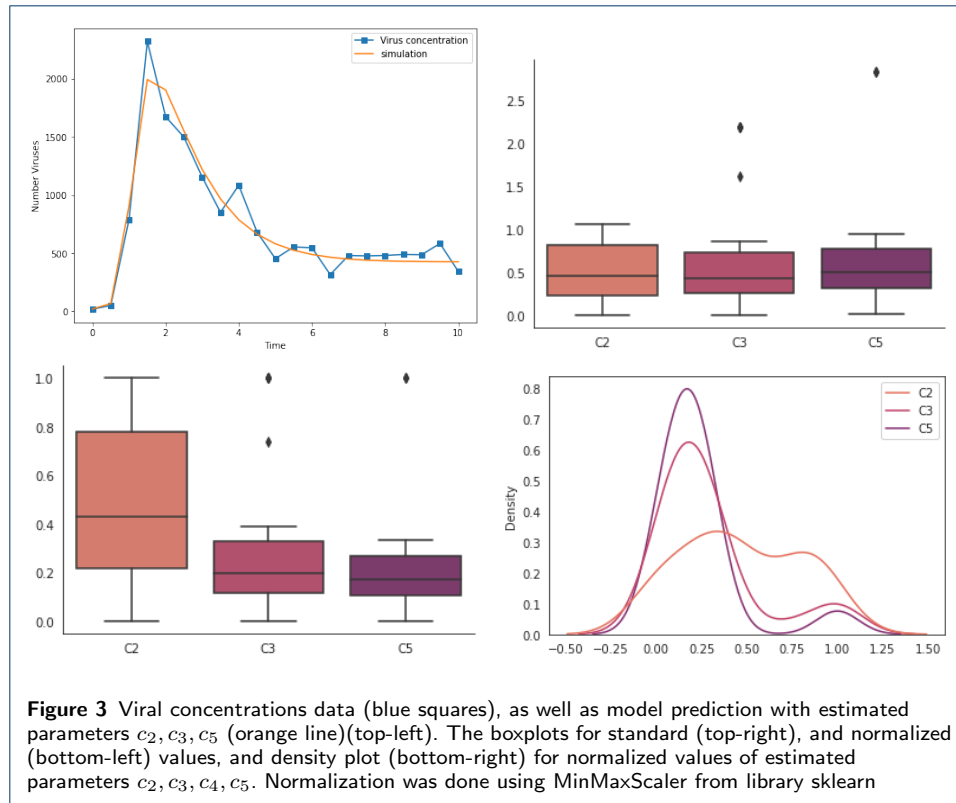 Virus concentration
simulation
2000
1500
1000
500
0
Number Viruses
0 2 4 6 8 10
Time
2.5
2.0
1.5
1.0
0.5
0.0
C2 C3 C5
1.0
0.8
0.6
0.4
0.2
0.0
C2 C3 C5
C2
C3
C5
0.8
0.7
0.6
0.5
0.4
0.3
0.2
0.1
0.0
Density
−0.50 −0.25 0.00 0.25 0.50 0.75 1.00 1.25 1.50
Figure 3 Viral concentrations data (blue squares), as well as model prediction with estimated
parameters c2, c3, c5 (orange line)(top-left). The boxplots for standard (top-right), and normalized
(bottom-left) values, and density plot (bottom-right) for normalized values of estimated
parameters c2, c3, c4, c5. Normalization was done using MinMaxScaler from library sklearn